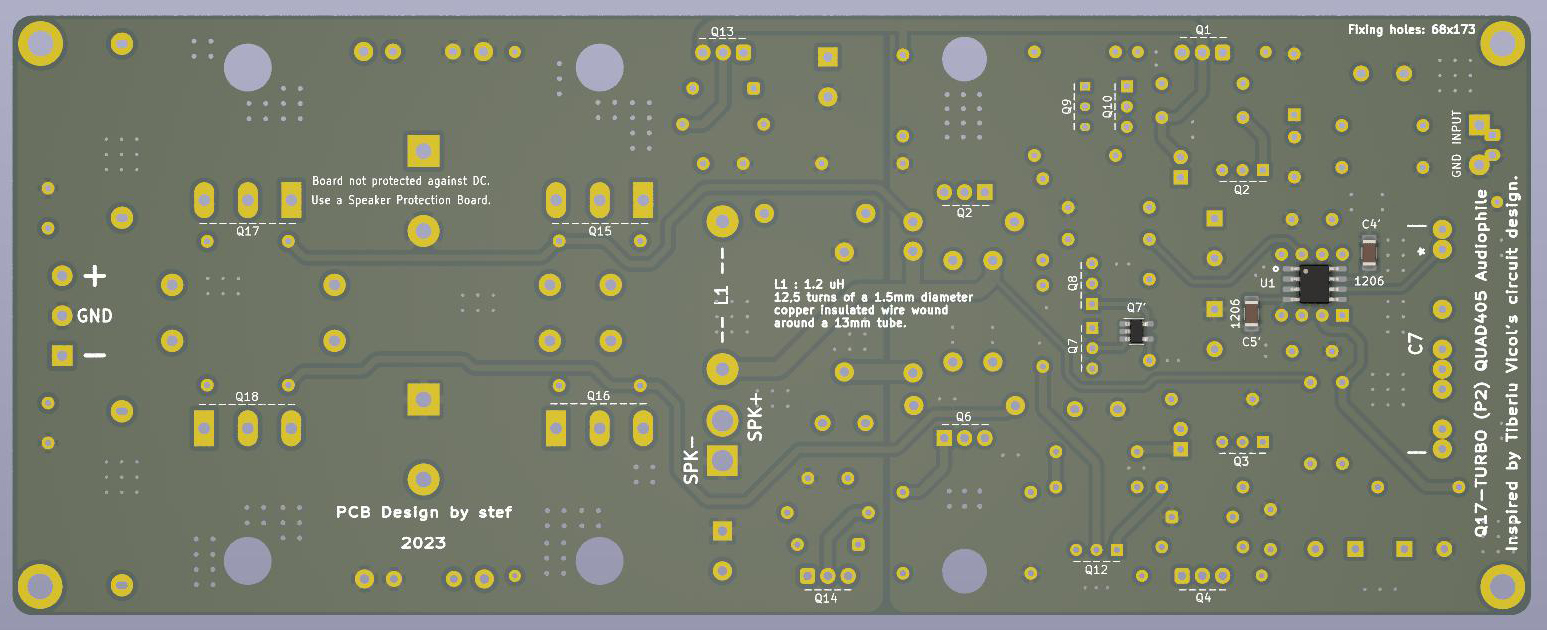 Fixing holes: 68x173
Q13
Q1
Q9
Q10
INPUT
GND
Board not protected against DC.
Use a Speaker Protection Board.
Q2
Q2
Q17
Q15
C4'
+
GND
−
L1
L1 : 1.2 uH
12,5 turns of a 1.5mm diameter
copper insulated wire wound
around a 13mm tube.
Q8
Q7'
Q7
U1
1206
1206
C5'
*
C7
Q18
Q16
SPK+
SPK-
Q6
Q3
PCB Design by stef
2023
Q12
Q14
Q4
Q17-TURBO (P2) QUAD405 Audiophile
Inspired by Tiberiu Vicol's circuit design.